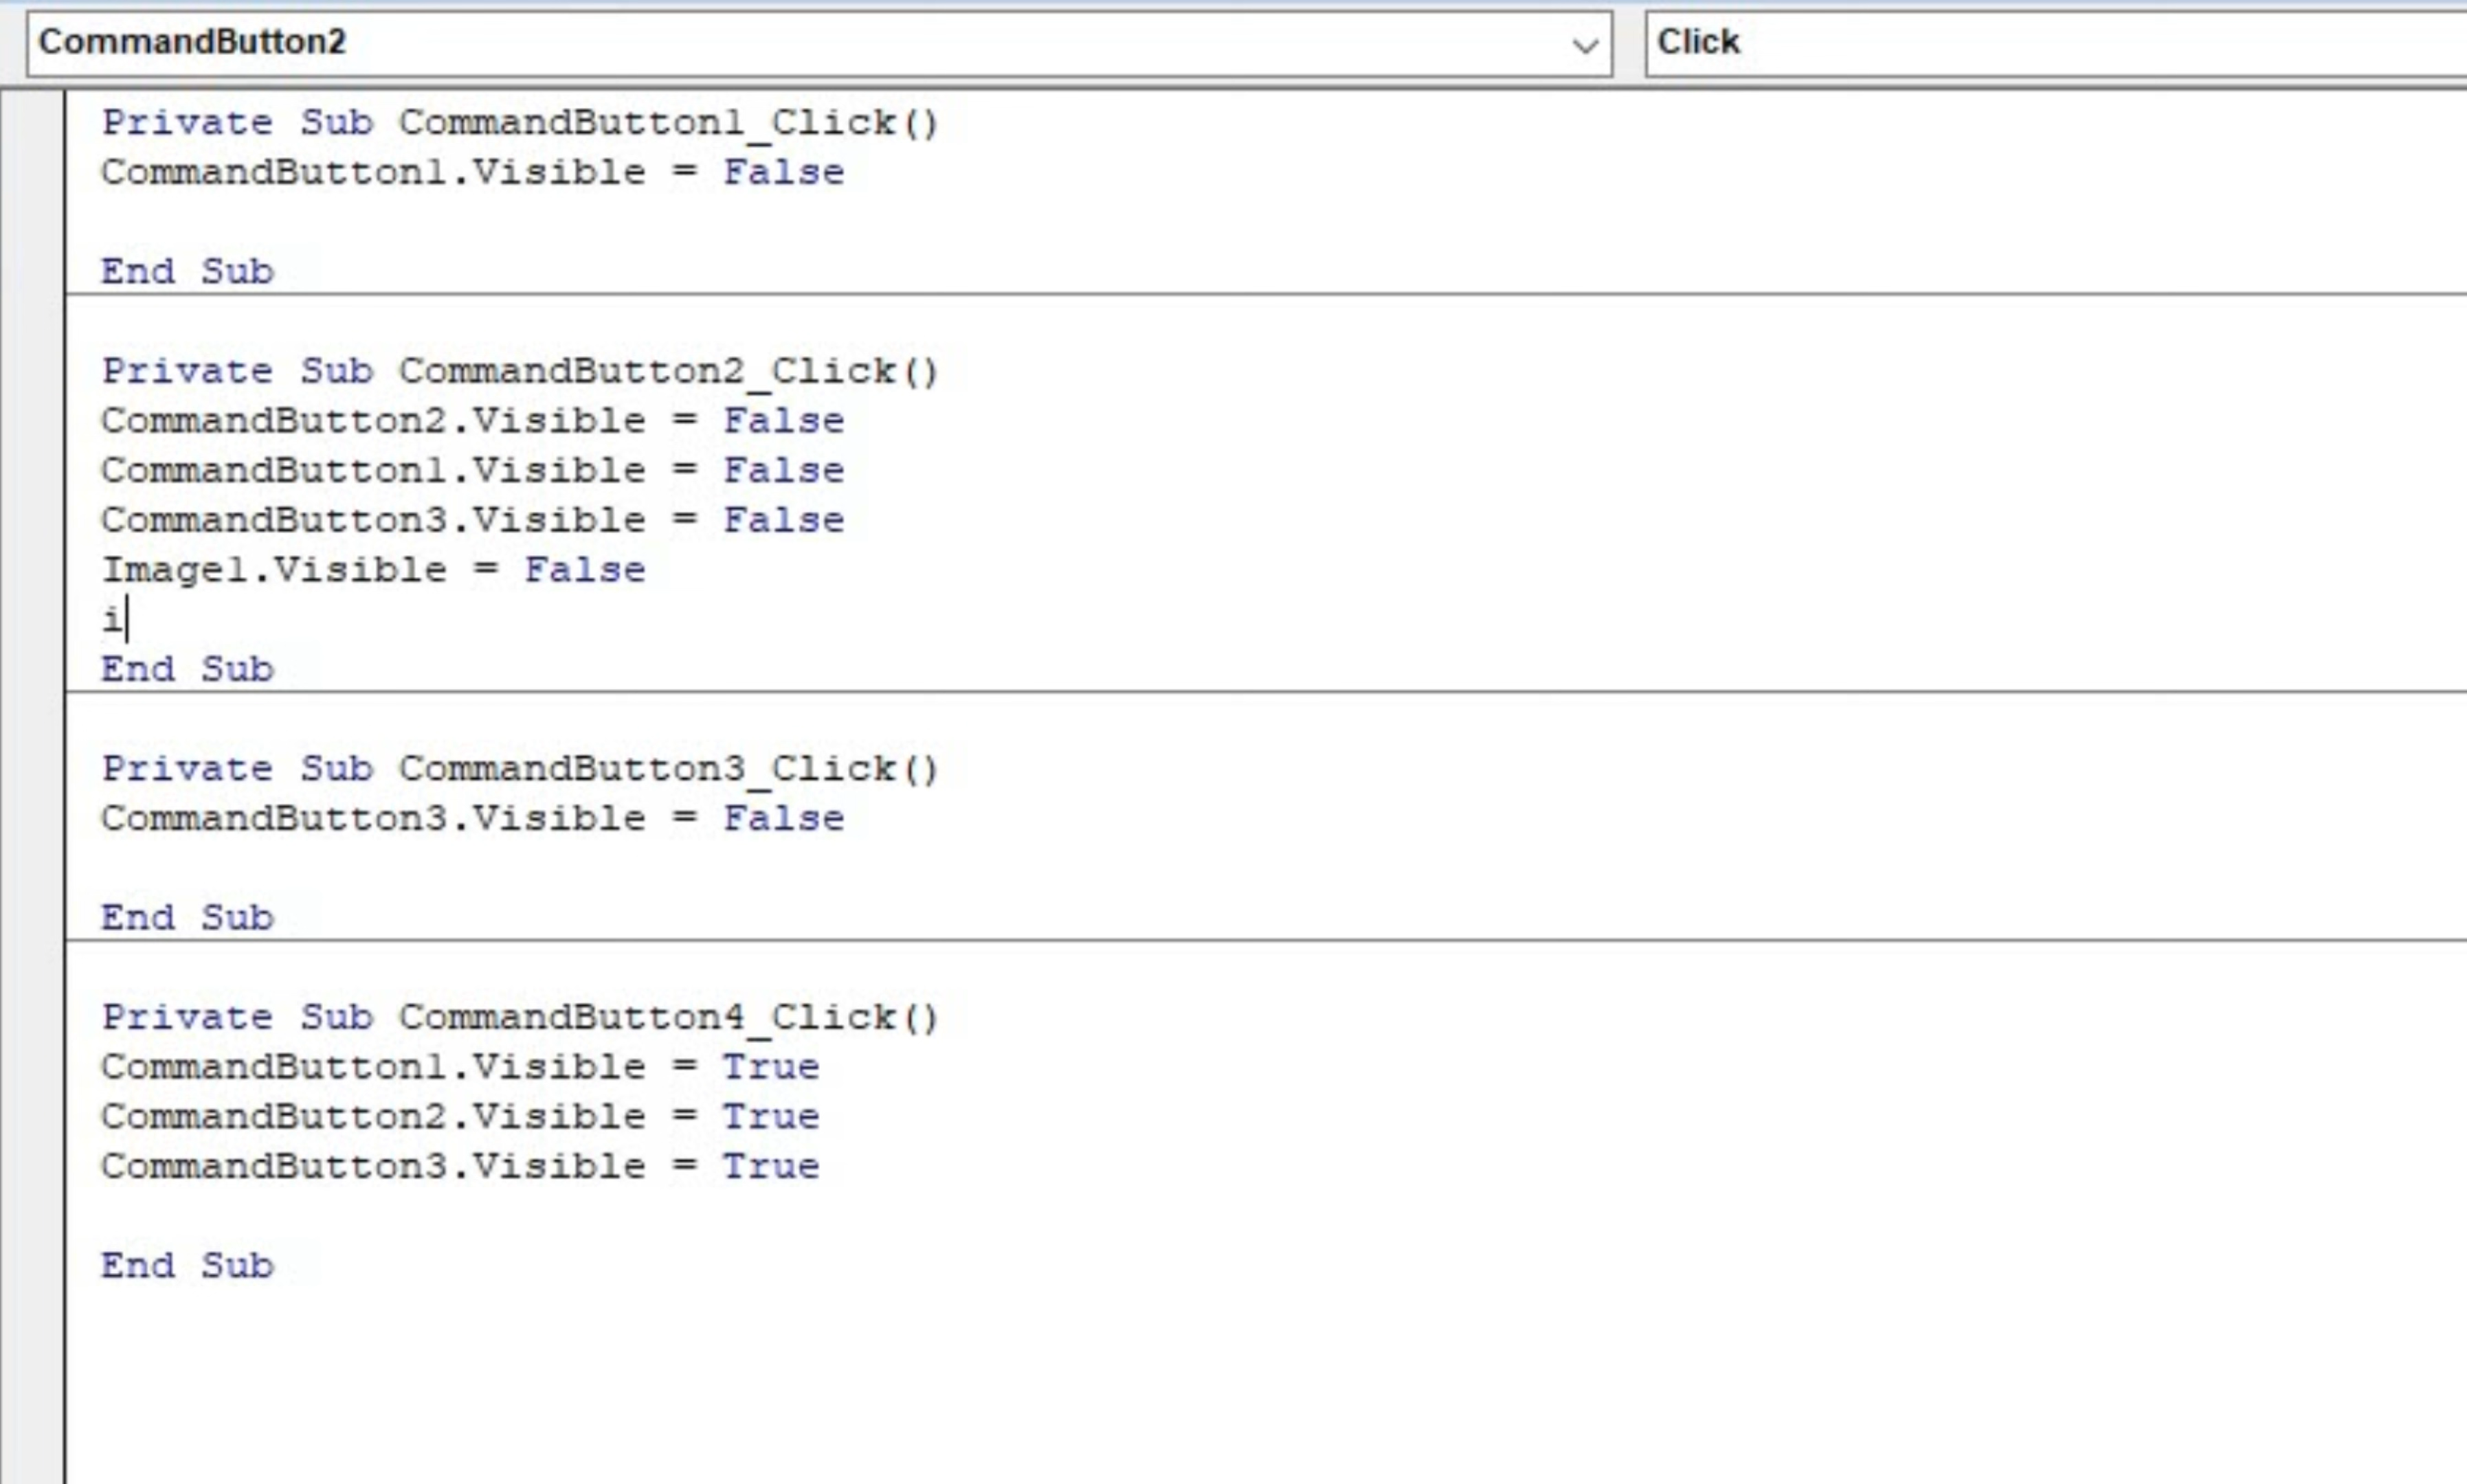 CommandButton2
Click
Private Sub CommandButton1_Click()
CommandButton1.Visible = False
End Sub
Private Sub CommandButton2_Click()
CommandButton2.Visible = False
CommandButton1.Visible = False
CommandButton3.Visible = False
Image1.Visible = False
i
End Sub
Private Sub CommandButton3_Click()
CommandButton3.Visible = False
End Sub
Private Sub CommandButton4_Click()
CommandButton1.Visible = True
CommandButton2.Visible = True
CommandButton3.Visible = True
End Sub